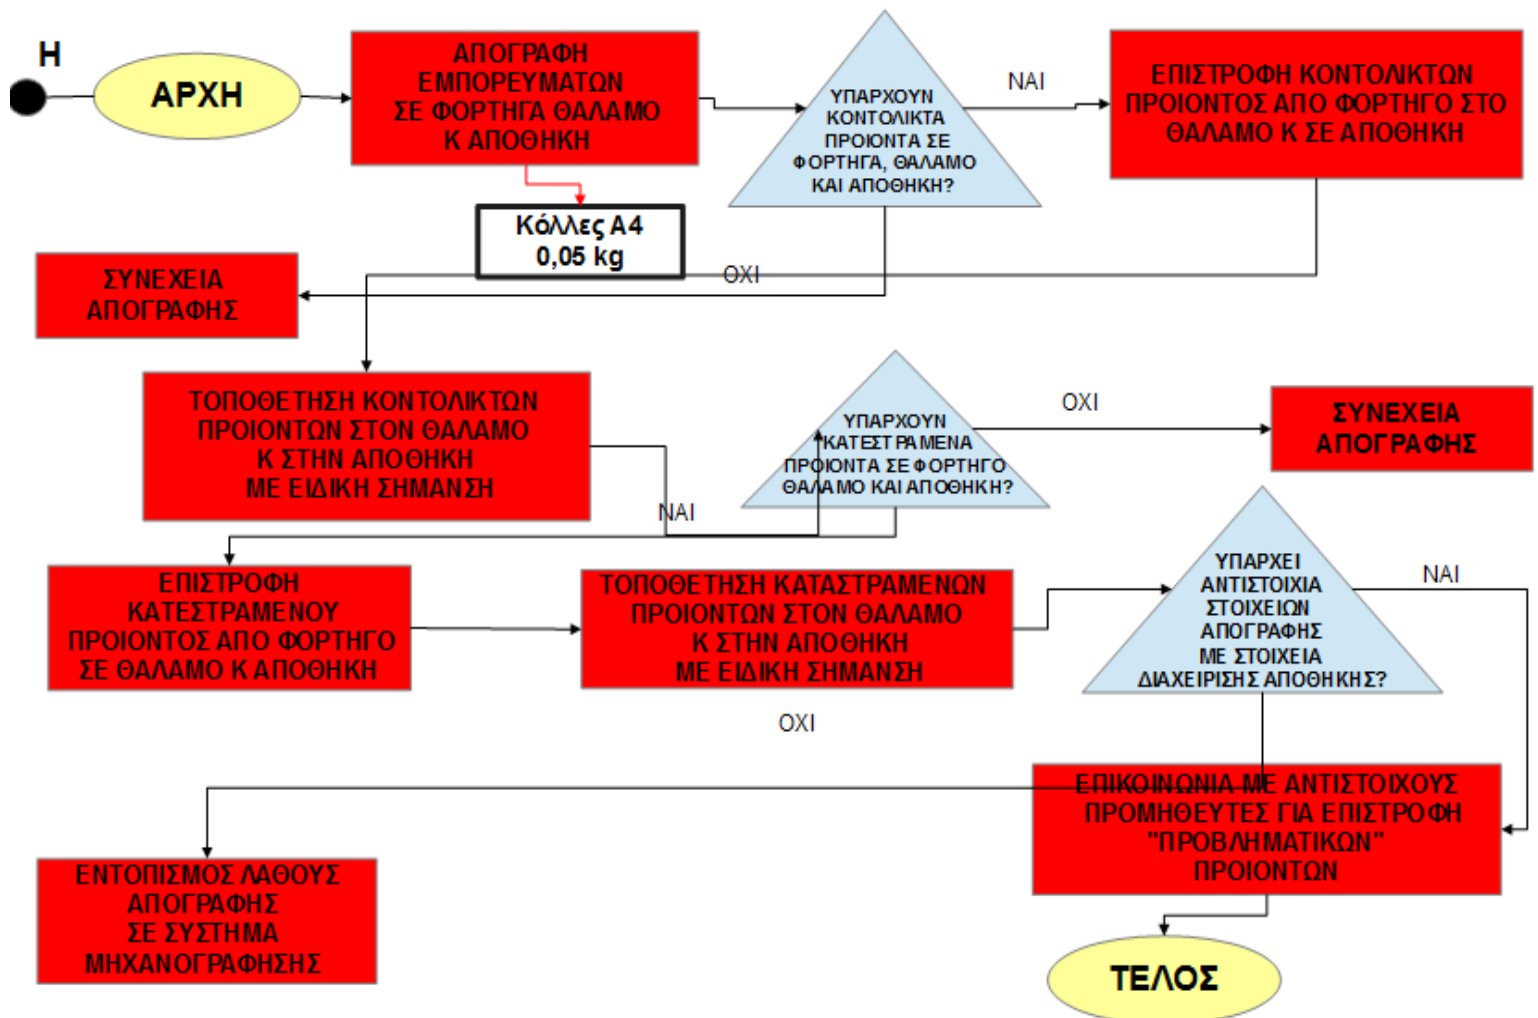 Η
ΑΡΧΗ
ΑΠΟΓΡΑΦΗ
ΕΜΠΟΡΕΥΜΑΤΩΝ
ΣΕ ΦΟΡΤΗΓΑ ΘΑΛΑΜΟ
Κ ΑΠΟΘΗΚΗ
ΥΠΑΡΧΟΥΝ
ΚΟΝΤΟΛΙΚΤΑ
ΠΡΟΙΟΝΤΑ ΣΕ
ΦΟΡΤΗΓΑ, ΘΑΛΑΜΟ
ΚΑΙ ΑΠΟΘΗΚΗ?
ΝΑΙ
ΕΠΙΣΤΡΟΦΗ ΚΟΝΤΟΛΙΚΤΩΝ
ΠΡΟΙΟΝΤΟΣ ΑΠΟ ΦΟΡΤΗΓΟ ΣΤΟ
ΘΑΛΑΜΟ Κ ΣΕ ΑΠΟΘΗΚΗ
Κόλλες Α4
0,05 kg
ΟΧΙ
ΣΥΝΕΧΕΙΑ
ΑΠΟΓΡΑΦΗΣ
ΤΟΠΟΘΕΤΗΣΗ ΚΟΝΤΟΛΙΚΤΩΝ
ΠΡΟΙΟΝΤΩΝ ΣΤΟΝ ΘΑΛΑΜΟ
Κ ΣΤΗΝ ΑΠΟΘΗΚΗ
ΜΕ ΕΙΔΙΚΗ ΣΗΜΑΝΣΗ
ΥΠΑΡΧΟΥΝ
ΚΑΤΕΣΤΡΑΜΕΝΑ
ΠΡΟΙΟΝΤΑ ΣΕ ΦΟΡΤΗΓΟ
ΘΑΛΑΜΟ ΚΑΙ ΑΠΟΘΗΚΗ?
ΟΧΙ
ΣΥΝΕΧΕΙΑ
ΑΠΟΓΡΑΦΗΣ
ΝΑΙ
ΕΠΙΣΤΡΟΦΗ
ΚΑΤΕΣΤΡΑΜΕΝΟΥ
ΠΡΟΙΟΝΤΟΣ ΑΠΟ ΦΟΡΤΗΓΟ
ΣΕ ΘΑΛΑΜΟ Κ ΑΠΟΘΗΚΗ
ΤΟΠΟΘΕΤΗΣΗ ΚΑΤΑΣΤΡΑΜΕΝΩΝ
ΠΡΟΙΟΝΤΩΝ ΣΤΟΝ ΘΑΛΑΜΟ
Κ ΣΤΗΝ ΑΠΟΘΗΚΗ
ΜΕ ΕΙΔΙΚΗ ΣΗΜΑΝΣΗ
ΥΠΑΡΧΕΙ
ΑΝΤΙΣΤΟΙΧΙΑ
ΣΤΟΙΧΕΙΩΝ
ΑΠΟΓΡΑΦΗΣ
ΜΕ ΣΤΟΙΧΕΙΑ
ΔΙΑΧΕΙΡΙΣΗΣ ΑΠΟΘΗΚΗΣ?
ΝΑΙ
ΟΧΙ
ΕΠΙΚΟΙΝΩΝΙΑ ΜΕ ΑΝΤΙΣΤΟΙΧΟΥΣ
ΠΡΟΜΗΘΕΥΤΕΣ ΓΙΑ ΕΠΙΣΤΡΟΦΗ
"ΠΡΟΒΛΗΜΑΤΙΚΩΝ"
ΠΡΟΙΟΝΤΩΝ
ΕΝΤΟΠΙΣΜΟΣ ΛΑΘΟΥΣ
ΑΠΟΓΡΑΦΗΣ
ΣΕ ΣΥΣΤΗΜΑ
ΜΗΧΑΝΟΓΡΑΦΗΣΗΣ
ΤΕΛΟΣ